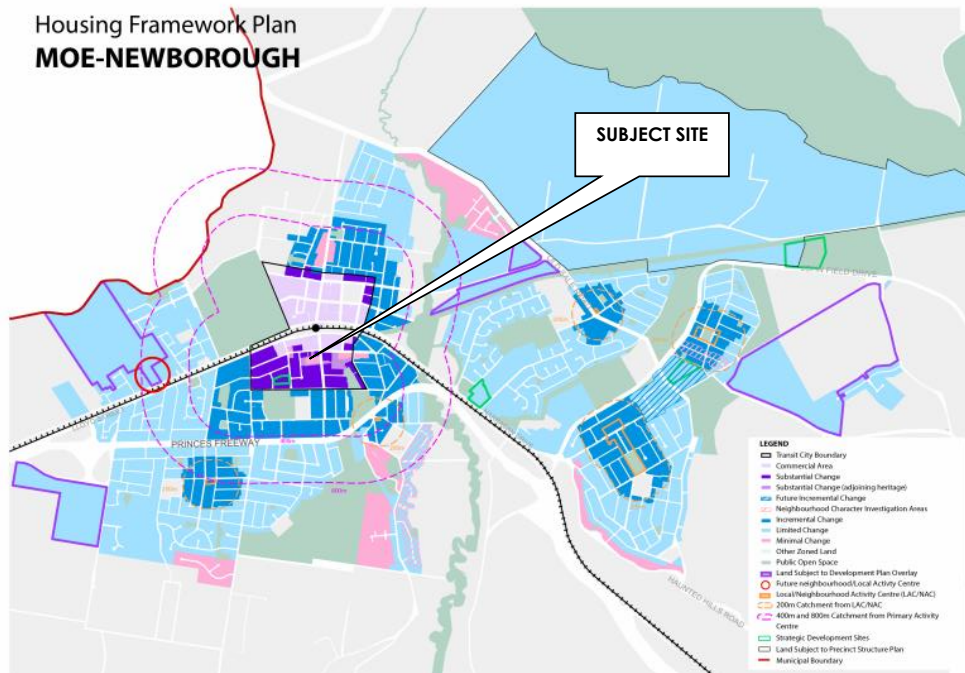 Housing Framework Plan
MOE-NEWBOROUGH
SUBJECT SITE
PRINCES FREEWAY
HAUNTED HILLS ROAD
LEGEND
Transit City Boundary
Commercial Area
Substantial Change
Substantial Change (adjoining heritage)
Future Incremental Change
Neighbourhood Character Investigation Areas
Incremental Change
Limited Change
Minimal Change
Other Zoned Land
Public Open Space
Land Subject to Development Plan Overlay
Future neighbourhood/Local Activty Centre
Local/Neighbourhood Activity Centre (LAC/NAC)
200m Catchment from LAC/NAC
400m and 800m Catchment from Primary Activity
Centre
Strategic Development Sites
Land Subject to Precinct Structure Plan
Municipal Boundary